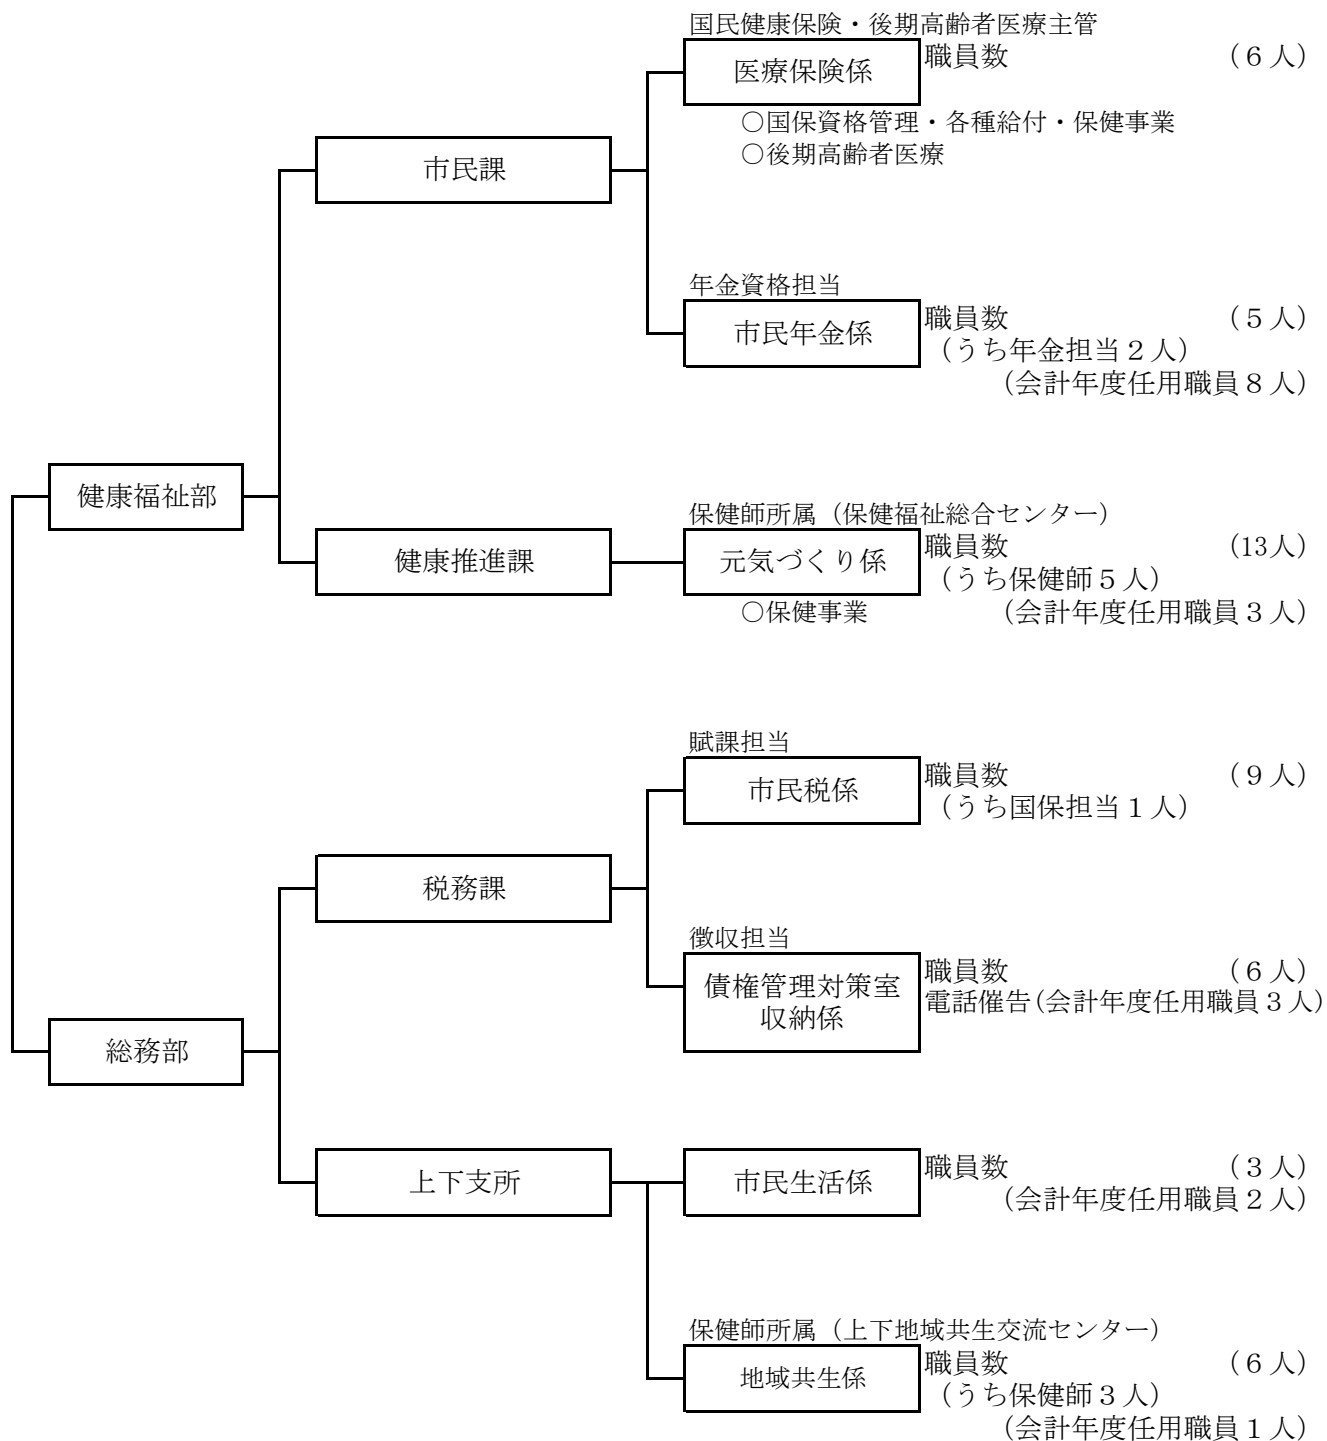 国民健康保険・後期高齢者医療主管
医療保険係
職員数 （６人）
○国保資格管理・各種給付・保健事業
○後期高齢者医療
市民課
年金資格担当
市民年金係
職員数 （５人）
（うち年金担当２人）
（会計年度任用職員８人）
健康福祉部
保健師所属（保健福祉総合センター）
健康推進課
元気づくり係
職員数 （13人）
（うち保健師５人）
○保健事業 （会計年度任用職員３人）
賦課担当
市民税係
職員数 （９人）
（うち国保担当１人）
税務課
徴収担当
債権管理対策室
収納係
職員数 （６人）
電話催告（会計年度任用職員３人）
総務部
上下支所
市民生活係
職員数 （３人）
（会計年度任用職員２人）
保健師所属（上下地域共生交流センター）
地域共生係
職員数 （６人）
（うち保健師３人）
（会計年度任用職員１人）